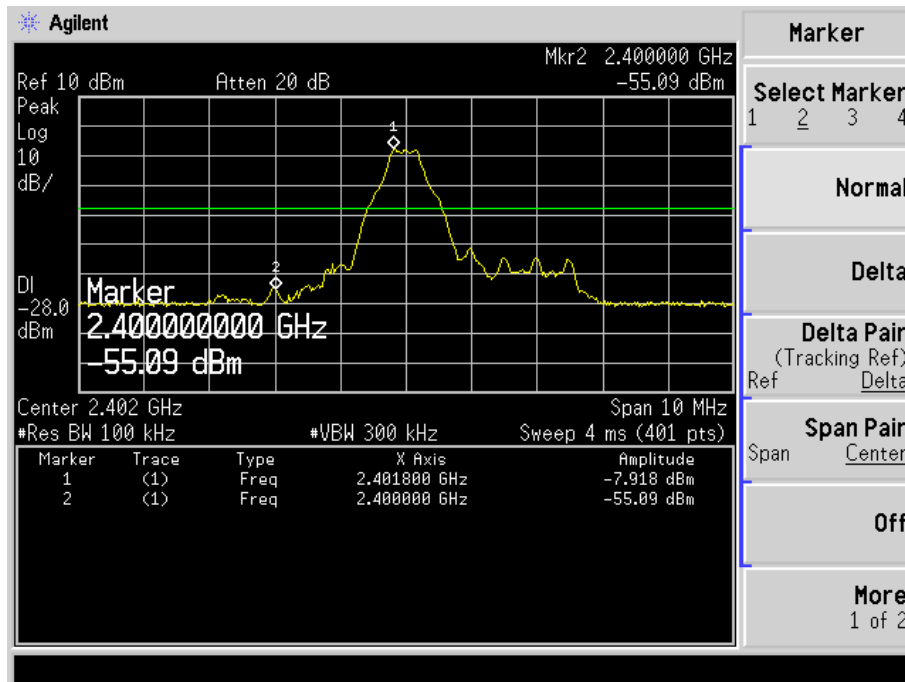 Agilent
Mkr2 2.400000 GHz
Ref 10 dBm Atten 20 dB -55.09 dBm
Peak
Log
10
dB/
1
2
DI
-28.0
dBm
Marker
2.400000000 GHz
-55.09 dBm
Center 2.402 GHz Span 10 MHz
#Res BW 100 kHz #VBW 300 kHz Sweep 4 ms (401 pts)
Marker Trace Type X Axis Amplitude
1 (1) Freq 2.401800 GHz -7.918 dBm
2 (1) Freq 2.400000 GHz -55.09 dBm
Marker
Select Marker
1 2 3 4
Normal
Delta
Delta Pair
(Tracking Ref)
Ref Delta
Span Pair
Span Center
Off
More
1 of 2